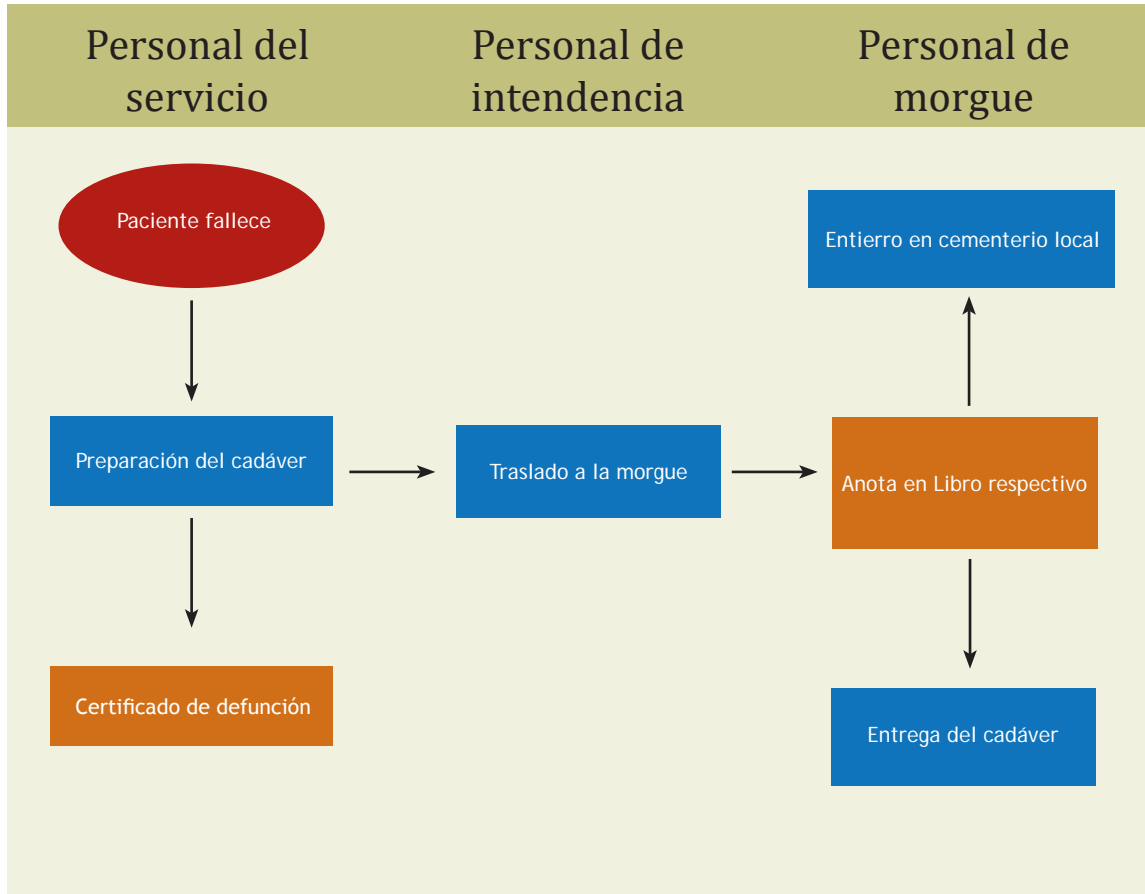 Personal del
servicio
Personal de
intendencia
Personal de
morgue
Paciente fallece
Entierro en cementerio local
Preparación del cadáver
Traslado a la morgue
Anota en Libro respectivo
Certificado de defunción
Entrega del cadáver